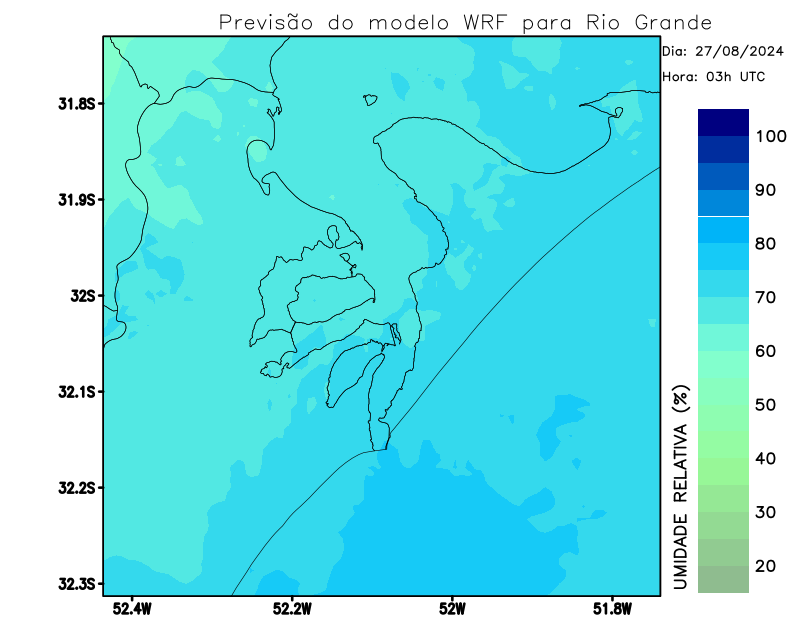 Previsão do modelo WRF para Rio Grande
Dia: 27/08/2024
Hora: 03h UTC
31.8S
31.9S
32S
32.1S
32.2S
32.3S
52.4W
52.2W
52W
51.8W
100
90
80
70
60
50
40
30
20
UMIDADE RELATIVA (%)